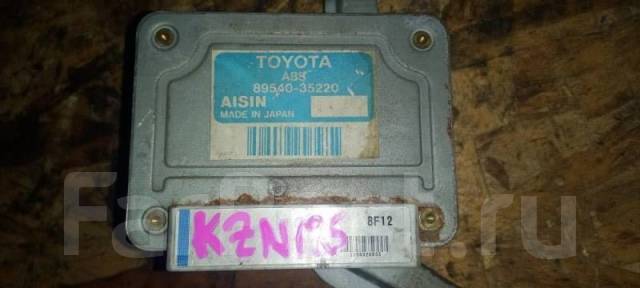 TOYOTA
ABS
89540-35220
AISIN
MADE IN JAPAN
8F12
KZN185